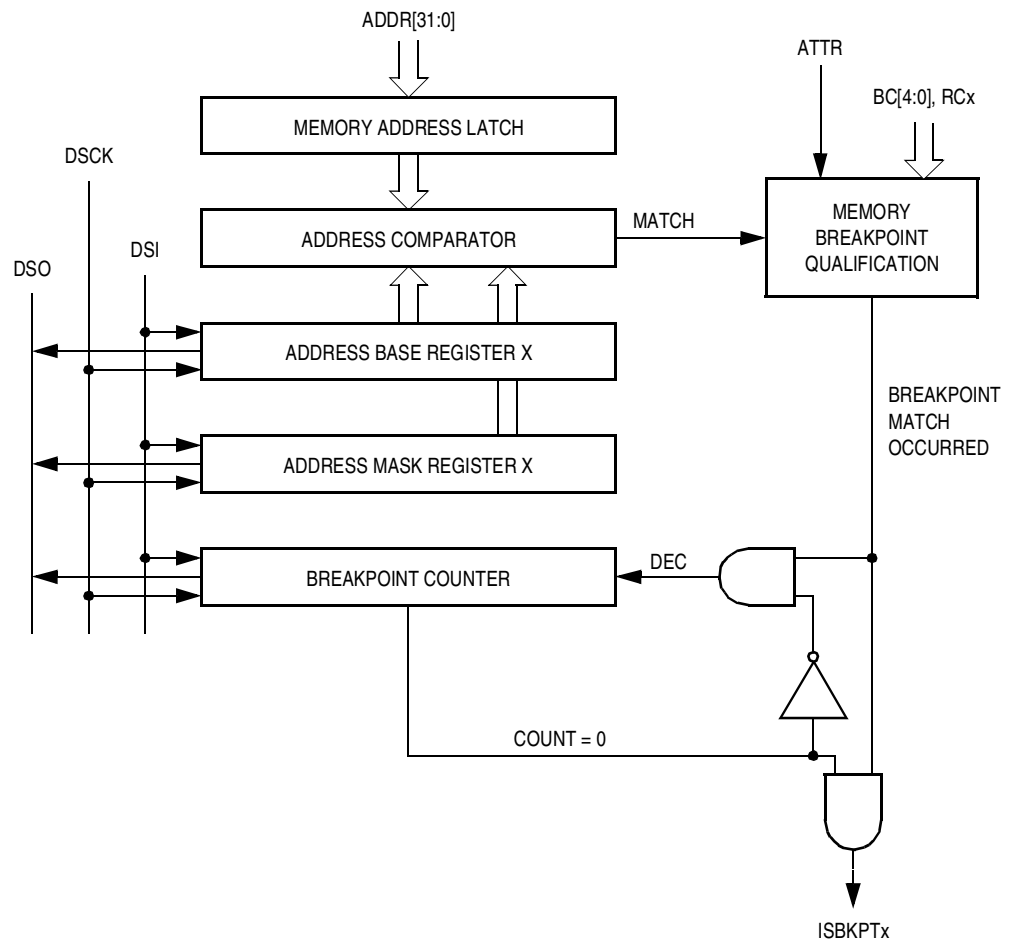 ADDR[31:0]
ATTR
BC[4:0], RCx
MEMORY ADDRESS LATCH
DSCK
MEMORY
BREAKPOINT
QUALIFICATION
MATCH
ADDRESS COMPARATOR
DSI
DSO
ADDRESS BASE REGISTER X
BREAKPOINT
MATCH
OCCURRED
ADDRESS MASK REGISTER X
DEC
BREAKPOINT COUNTER
COUNT = 0
ISBKPTx